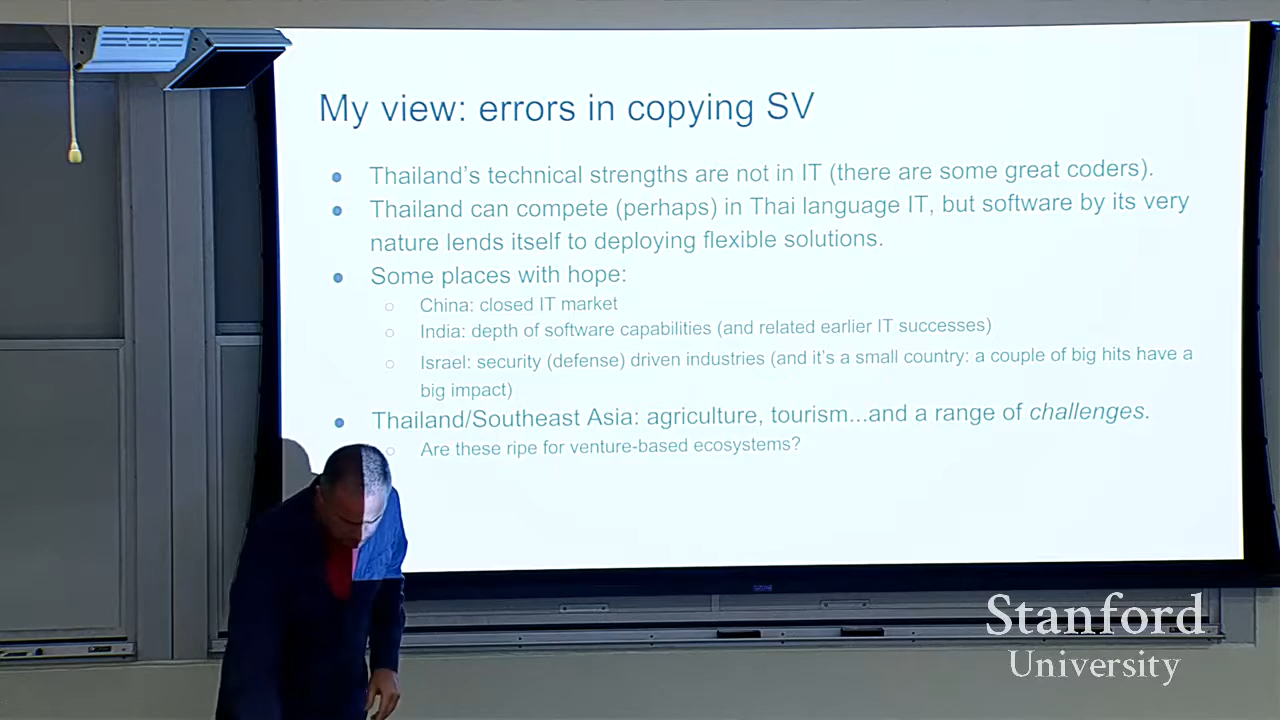 My view: errors in copying SV
● Thailand's technical strengths are not in IT (there are some great coders).
● Thailand can compete (perhaps) in Thai language IT, but software by its very
nature lends itself to deploying flexible solutions.
● Some places with hope:
○ China: closed IT market
○ India: depth of software capabilities (and related earlier IT successes)
○ Israel: security (defense) driven industries (and it's a small country: a couple of big hits have a
big impact)
● Thailand/Southeast Asia: agriculture, tourism...and a range of challenges.
○ Are these ripe for venture-based ecosystems?
Stanford
University